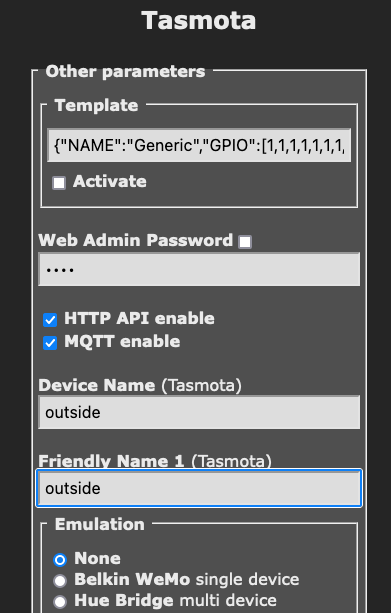 Tasmota
Other parameters
Template
{"NAME":"Generic","GPIO":[1,1,1,1,1,1,1,
Activate
Web Admin Password
••••
HTTP API enable
MQTT enable
Device Name (Tasmota)
outside
Friendly Name 1 (Tasmota)
outside
Emulation
None
Belkin WeMo single device
Hue Bridge multi device